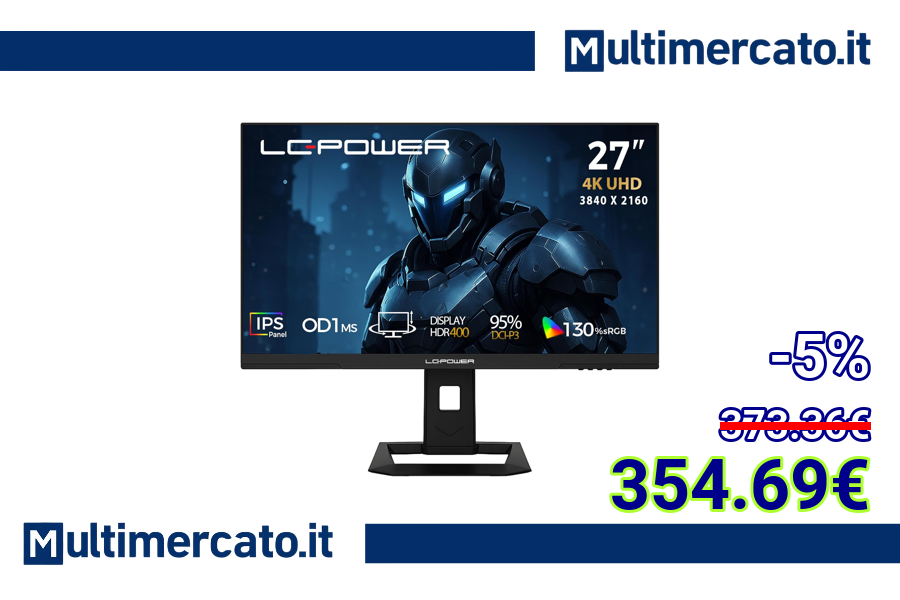 Multimercato.it
LC-POWER
27"
4K UHD
3840 X 2160
IPS
Panel
OD1MS
DISPLAY
HDR400
95%
DCI-P3
130%sRGB
LC-POWER
-5%
373.36€
354.69€
Multimercato.it